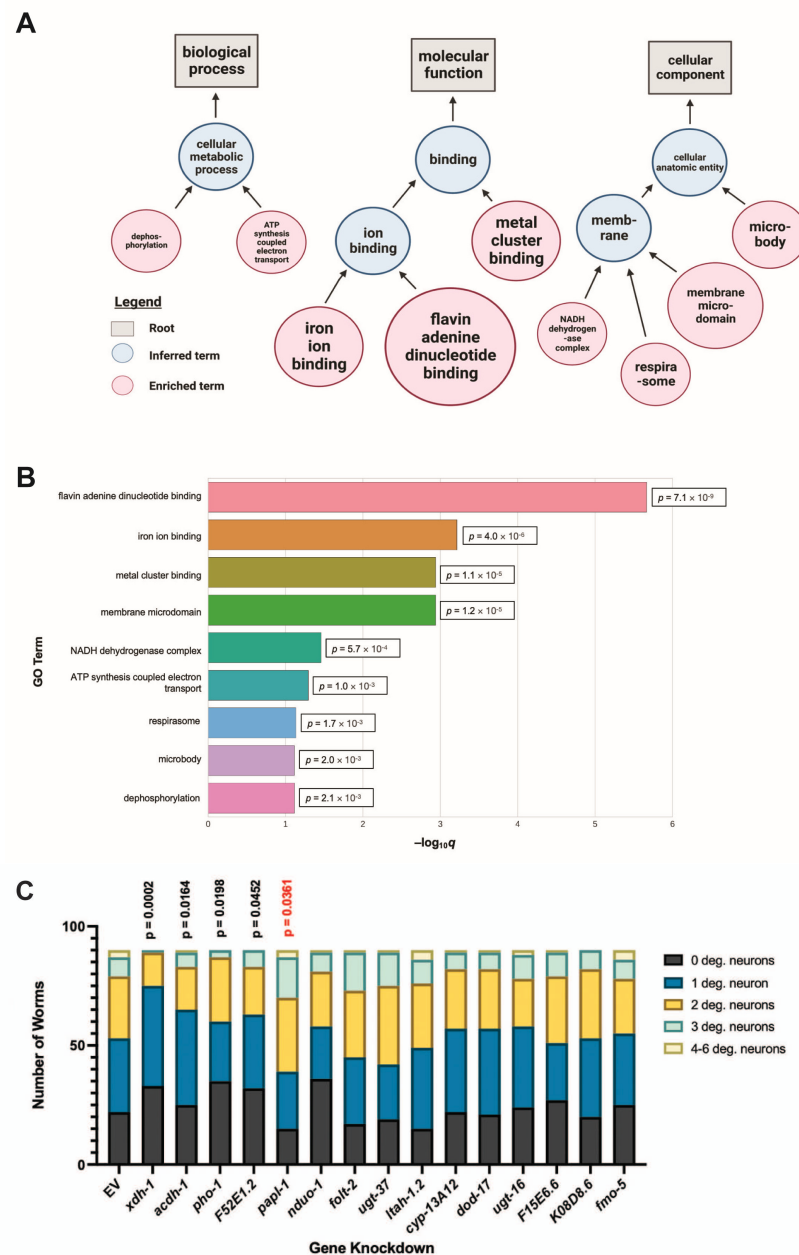 A
biological
process
molecular
function
cellular
component
cellular
metabolic
process
binding
cellular
anatomic entity
dephos-
phorylation
ATP
synthesis
coupled
electron
transport
ion
binding
metal
cluster
binding
memb-
rane
micro-
body
Legend
Root
Inferred term
Enriched term
iron
ion
binding
flavin
adenine
dinucleotide
binding
NADH
dehydrogen
-ase
complex
respira
-some
membrane
micro-
domain
B
GO Term
flavin adenine dinucleotide binding
p = 7.1 × 10⁻⁹
iron ion binding
p = 4.0 × 10⁻⁶
metal cluster binding
p = 1.1 × 10⁻⁵
membrane microdomain
p = 1.2 × 10⁻⁵
NADH dehydrogenase complex
p = 5.7 × 10⁻⁴
ATP synthesis coupled electron
transport
p = 1.0 × 10⁻³
respirasome
p = 1.7 × 10⁻³
microbody
p = 2.0 × 10⁻³
dephosphorylation
p = 2.1 × 10⁻³
0 1 2 3 4 5 6
–log₁₀q
C
p = 0.0002
p = 0.0164
p = 0.0198
p = 0.0452
p = 0.0361
Number of Worms
100
50
0
0 deg. neurons
1 deg. neuron
2 deg. neurons
3 deg. neurons
4-6 deg. neurons
EV
xdh-1
acdh-1
pho-1
F52E1.2
papl-1
nduo-1
folt-2
ugt-37
ltah-1.2
cyp-13A12
dod-17
ugt-16
F15E6.6
K08D8.6
fmo-5
Gene Knockdown